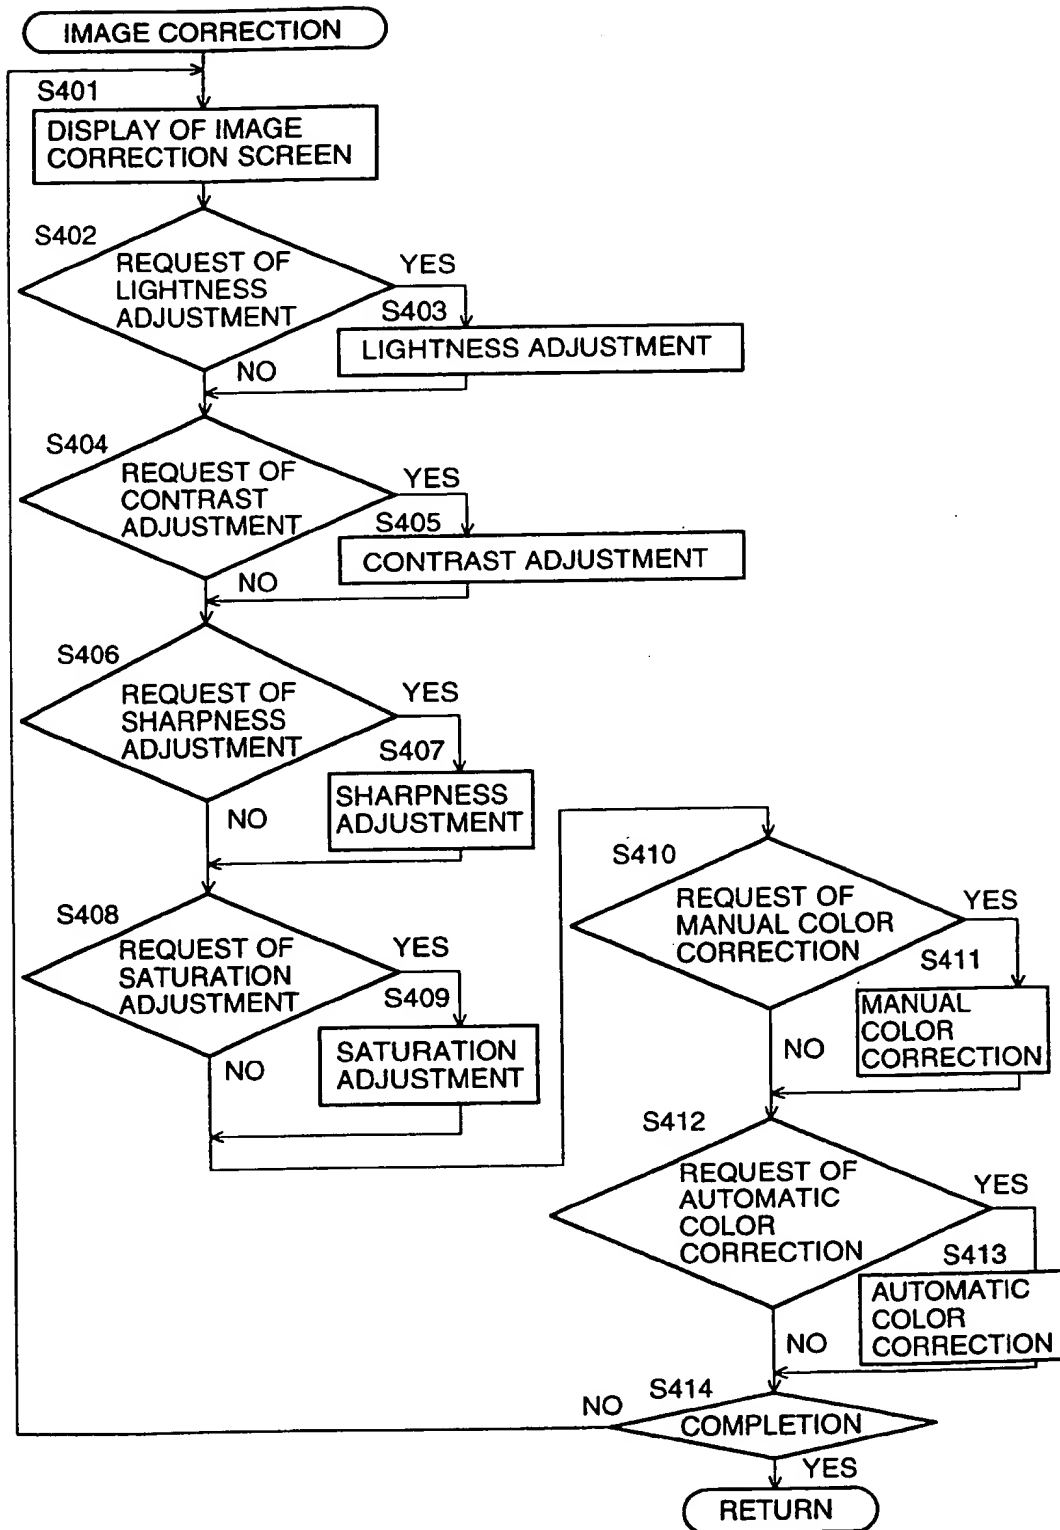 IMAGE CORRECTION
S401
DISPLAY OF IMAGE
CORRECTION SCREEN
S402
REQUEST OF
LIGHTNESS
ADJUSTMENT
YES
S403
LIGHTNESS ADJUSTMENT
NO
S404
REQUEST OF
CONTRAST
ADJUSTMENT
YES
S405
CONTRAST ADJUSTMENT
NO
S406
REQUEST OF
SHARPNESS
ADJUSTMENT
YES
S407
SHARPNESS
ADJUSTMENT
NO
S408
REQUEST OF
SATURATION
ADJUSTMENT
YES
S409
SATURATION
ADJUSTMENT
NO
S410
REQUEST OF
MANUAL COLOR
CORRECTION
YES
S411
MANUAL
COLOR
CORRECTION
NO
S412
REQUEST OF
AUTOMATIC
COLOR
CORRECTION
YES
S413
AUTOMATIC
COLOR
CORRECTION
NO
S414
NO
COMPLETION
YES
RETURN